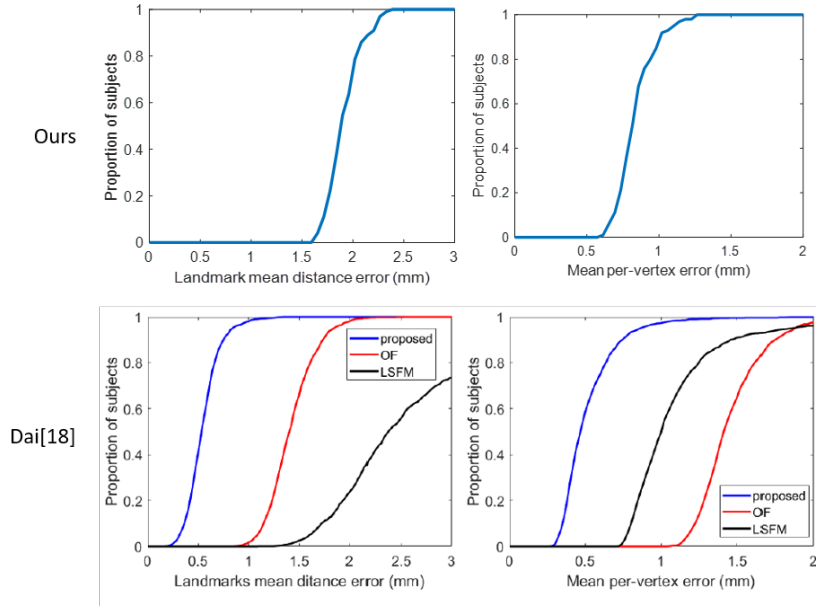 Ours
Proportion of subjects
1
0.8
0.6
0.4
0.2
0
0 0.5 1 1.5 2 2.5 3
Landmark mean distance error (mm)
Proportion of subjects
1
0.8
0.6
0.4
0.2
0
0 0.5 1 1.5 2
Mean per-vertex error (mm)
Dai[18]
Proportion of subjects
1
0.8
0.6
0.4
0.2
0
proposed
OF
LSFM
0 0.5 1 1.5 2 2.5 3
Landmarks mean ditance error (mm)
Proportion of subjects
1
0.8
0.6
0.4
0.2
0
proposed
OF
LSFM
0 0.5 1 1.5 2
Mean per-vertex error (mm)